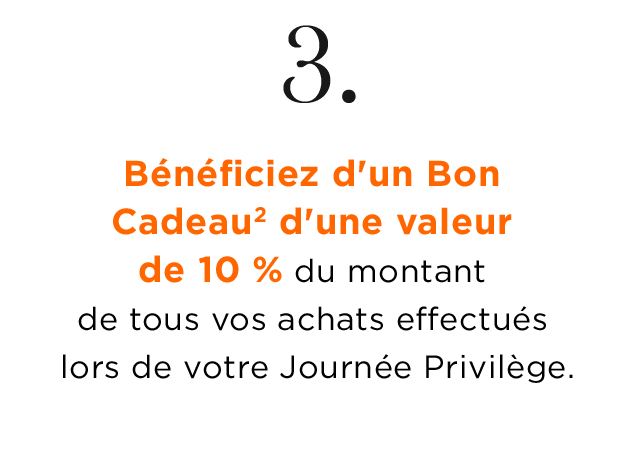 3.
Bénéficiez d'un Bon
Cadeau² d'une valeur
de 10 % du montant
de tous vos achats effectués
lors de votre Journée Privilège.